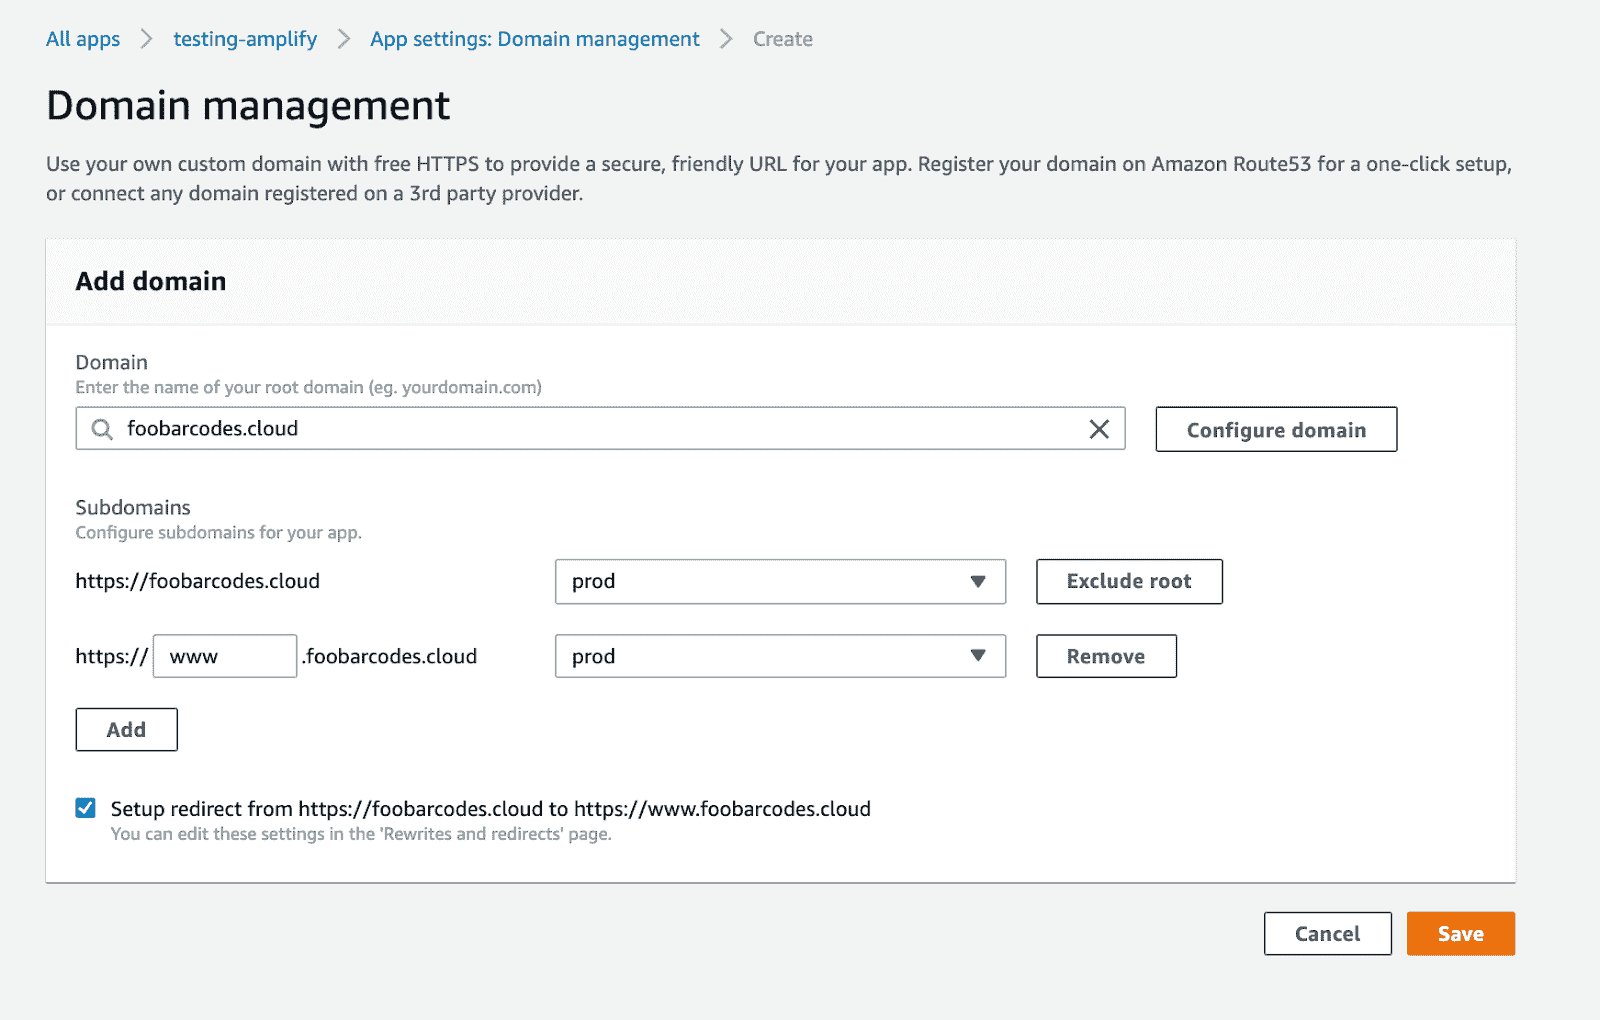 All apps > testing-amplify > App settings: Domain management > Create
Domain management
Use your own custom domain with free HTTPS to provide a secure, friendly URL for your app. Register your domain on Amazon Route53 for a one-click setup,
or connect any domain registered on a 3rd party provider.
Add domain
Domain
Enter the name of your root domain (eg. yourdomain.com)
foobarcodes.cloud
Configure domain
Subdomains
Configure subdomains for your app.
https://foobarcodes.cloud prod Exclude root
https:// www .foobarcodes.cloud prod Remove
Add
Setup redirect from https://foobarcodes.cloud to https://www.foobarcodes.cloud
You can edit these settings in the 'Rewrites and redirects' page.
Cancel Save